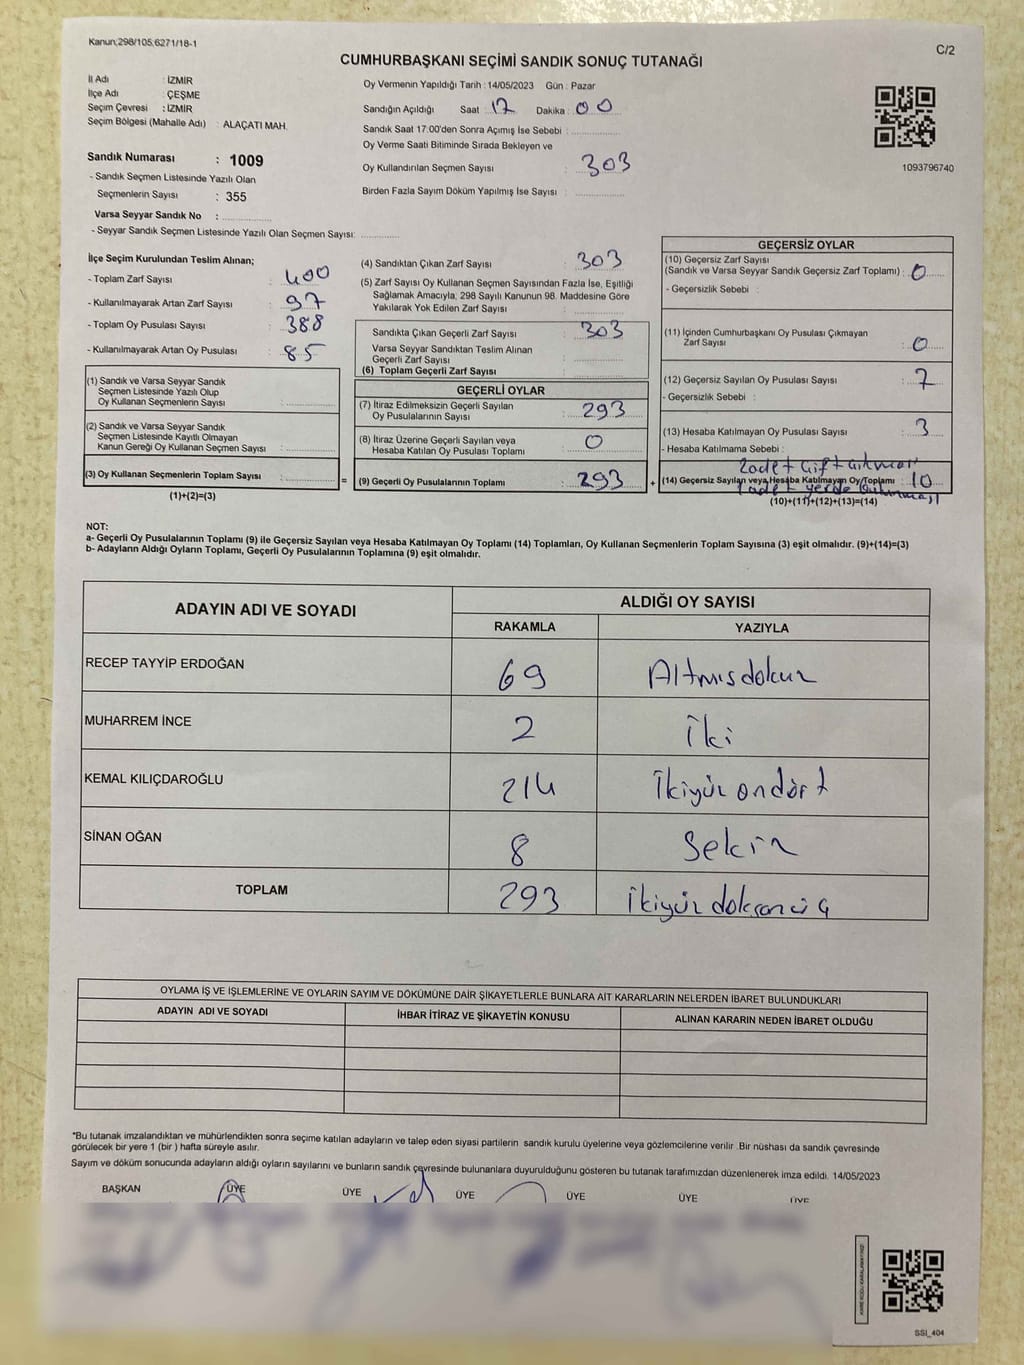 Kanun;298/105,6271/18-1
C/2
CUMHURBAŞKANI SEÇİMİ SANDIK SONUÇ TUTANAĞI
İl Adı : İZMİR
İlçe Adı : ÇEŞME
Seçim Çevresi : İZMİR
Seçim Bölgesi (Mahalle Adı) : ALAÇATI MAH.
Oy Vermenin Yapıldığı Tarih : 14/05/2023 Gün : Pazar
Sandığın Açıldığı Saat : 17 Dakika : 00
Sandık Saat 17:00'den Sonra Açımış İse Sebebi :
Oy Verme Saati Bitiminde Sırada Bekleyen ve
Oy Kullandırılan Seçmen Sayısı : 303
Birden Fazla Sayım Döküm Yapılmış İse Sayısı :
1093796740
Sandık Numarası : 1009
- Sandık Seçmen Listesinde Yazılı Olan
Seçmenlerin Sayısı : 355
Varsa Seyyar Sandık No :
- Seyyar Sandık Seçmen Listesinde Yazılı Olan Seçmen Sayısı:
İlçe Seçim Kurulundan Teslim Alınan;
- Toplam Zarf Sayısı : 400
- Kullanılmayarak Artan Zarf Sayısı : 97
- Toplam Oy Pusulası Sayısı : 388
- Kullanılmayarak Artan Oy Pusulası : 85
(1) Sandık ve Varsa Seyyar Sandık
Seçmen Listesinde Yazılı Olup
Oy Kullanan Seçmenlerin Sayısı :
(2) Sandık ve Varsa Seyyar Sandık
Seçmen Listesinde Kayıtlı Olmayan
Kanun Gereği Oy Kullanan Seçmen Sayısı :
(3) Oy Kullanan Seçmenlerin Toplam Sayısı :
(1)+(2)=(3)
=
(4) Sandıktan Çıkan Zarf Sayısı : 303
(5) Zarf Sayısı Oy Kullanan Seçmen Sayısından Fazla İse, Eşitliği
Sağlamak Amacıyla; 298 Sayılı Kanunun 98. Maddesine Göre
Yakılarak Yok Edilen Zarf Sayısı :
Sandıkta Çıkan Geçerli Zarf Sayısı : 303
Varsa Seyyar Sandıktan Teslim Alınan
Geçerli Zarf Sayısı :
(6) Toplam Geçerli Zarf Sayısı :
GEÇERLİ OYLAR
(7) İtiraz Edilmeksizin Geçerli Sayılan
Oy Pusulalarının Sayısı : 293
(8) İtiraz Üzerine Geçerli Sayılan veya
Hesaba Katılan Oy Pusulası Toplamı : 0
(9) Geçerli Oy Pusulalarının Toplamı : 293
+
GEÇERSİZ OYLAR
(10) Geçersiz Zarf Sayısı
(Sandık ve Varsa Seyyar Sandık Geçersiz Zarf Toplamı) : 0
- Geçersizlik Sebebi :
(11) İçinden Cumhurbaşkanı Oy Pusulası Çıkmayan
Zarf Sayısı : 0
(12) Geçersiz Sayılan Oy Pusulası Sayısı : 7
- Geçersizlik Sebebi :
(13) Hesaba Katılmayan Oy Pusulası Sayısı : 3
- Hesaba Katılmama Sebebi :
2 adet çift çıkması
(14) Geçersiz Sayılan veya Hesaba Katılmayan Oy Toplamı : 10
1 adet yerde bulunması
(10)+(11)+(12)+(13)=(14)
NOT:
a- Geçerli Oy Pusulalarının Toplamı (9) ile Geçersiz Sayılan veya Hesaba Katılmayan Oy Toplamı (14) Toplamları, Oy Kullanan Seçmenlerin Toplam Sayısına (3) eşit olmalıdır. (9)+(14)=(3)
b- Adayların Aldığı Oyların Toplamı, Geçerli Oy Pusulalarının Toplamına (9) eşit olmalıdır.
ADAYIN ADI VE SOYADI ALDIĞI OY SAYISI
RAKAMLA YAZIYLA
RECEP TAYYİP ERDOĞAN 69 Altmışdokuz
MUHARREM İNCE 2 İki
KEMAL KILIÇDAROĞLU 214 İkiyüz ondört
SİNAN OĞAN 8 Sekiz
TOPLAM 293 İkiyüz doksanüç
OYLAMA İŞ VE İŞLEMLERİNE VE OYLARIN SAYIM VE DÖKÜMÜNE DAİR ŞİKAYETLERLE BUNLARA AİT KARARLARIN NELERDEN İBARET BULUNDUKLARI
ADAYIN ADI VE SOYADI İHBAR İTİRAZ VE ŞİKAYETİN KONUSU ALINAN KARARIN NEDEN İBARET OLDUĞU
*Bu tutanak imzalandıktan ve mühürlendikten sonra seçime katılan adayların ve talep eden siyasi partilerin sandık kurulu üyelerine veya gözlemcilerine verilir .Bir nüshası da sandık çevresinde
görülecek bir yere 1 (bir ) hafta süreyle asılır.
Sayım ve döküm sonucunda adayların aldığı oyların sayılarını ve bunların sandık çevresinde bulunanlara duyurulduğunu gösteren bu tutanak tarafımızdan düzenlenerek imza edildi. 14/05/2023
BAŞKAN ÜYE ÜYE ÜYE ÜYE ÜYE ÜYE
SSI_404